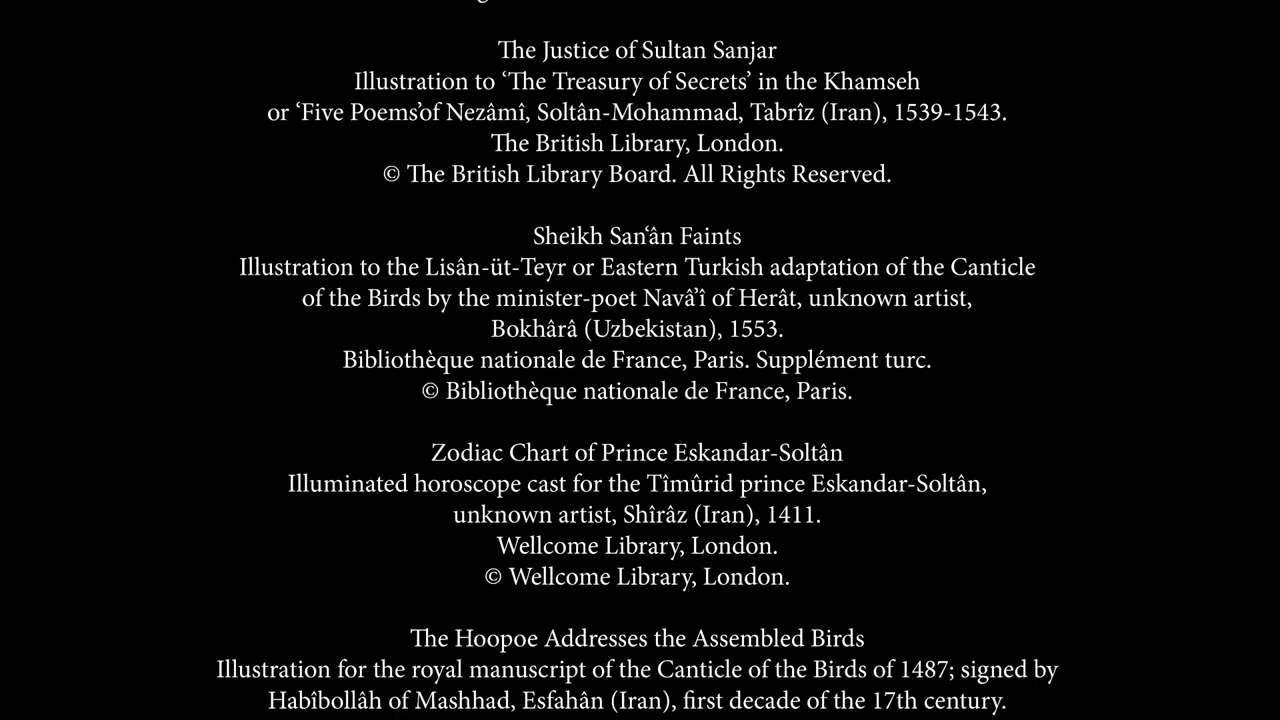 The Justice of Sultan Sanjar
Illustration to ‘The Treasury of Secrets’ in the Khamseh
or ‘Five Poems’of Nezâmî, Soltân-Mohammad, Tabrîz (Iran), 1539-1543.
The British Library, London.
© The British Library Board. All Rights Reserved.
Sheikh San‘ân Faints
Illustration to the Lisân-üt-Teyr or Eastern Turkish adaptation of the Canticle
of the Birds by the minister-poet Navâ’î of Herât, unknown artist,
Bokhârâ (Uzbekistan), 1553.
Bibliothèque nationale de France, Paris. Supplément turc.
© Bibliothèque nationale de France, Paris.
Zodiac Chart of Prince Eskandar-Soltân
Illuminated horoscope cast for the Tîmûrid prince Eskandar-Soltân,
unknown artist, Shîrâz (Iran), 1411.
Wellcome Library, London.
© Wellcome Library, London.
The Hoopoe Addresses the Assembled Birds
Illustration for the royal manuscript of the Canticle of the Birds of 1487; signed by
Habîbollâh of Mashhad, Esfahân (Iran), first decade of the 17th century.